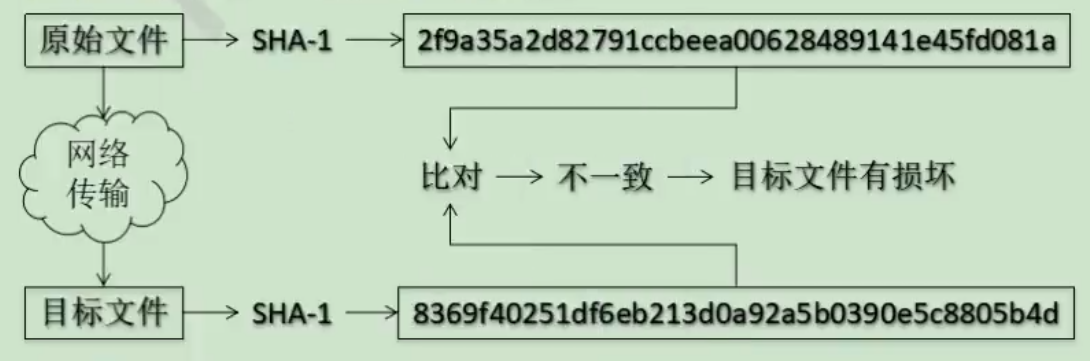 原始文件 SHA-1 2f9a35a2d82791ccbeea00628489141e45fd081a
网络
传输
比对 不一致 目标文件有损坏
目标文件 SHA-1 8369f40251df6eb213d0a92a5b0390e5c8805b4d